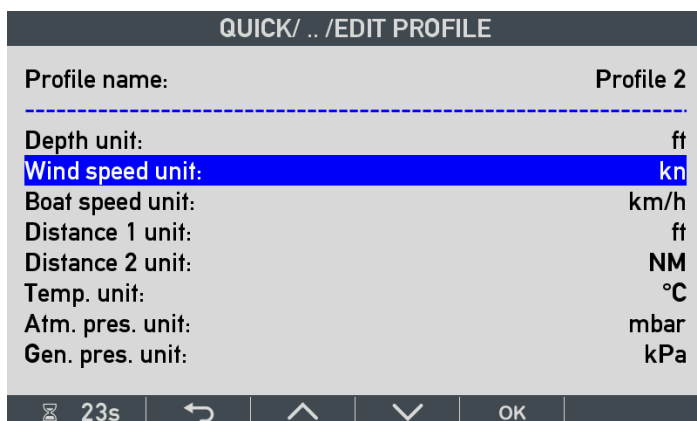 QUICK/ .. /EDIT PROFILE
Profile name: Profile 2
Depth unit: ft
Wind speed unit: kn
Boat speed unit: km/h
Distance 1 unit: ft
Distance 2 unit: NM
Temp. unit: °C
Atm. pres. unit: mbar
Gen. pres. unit: kPa
23s OK